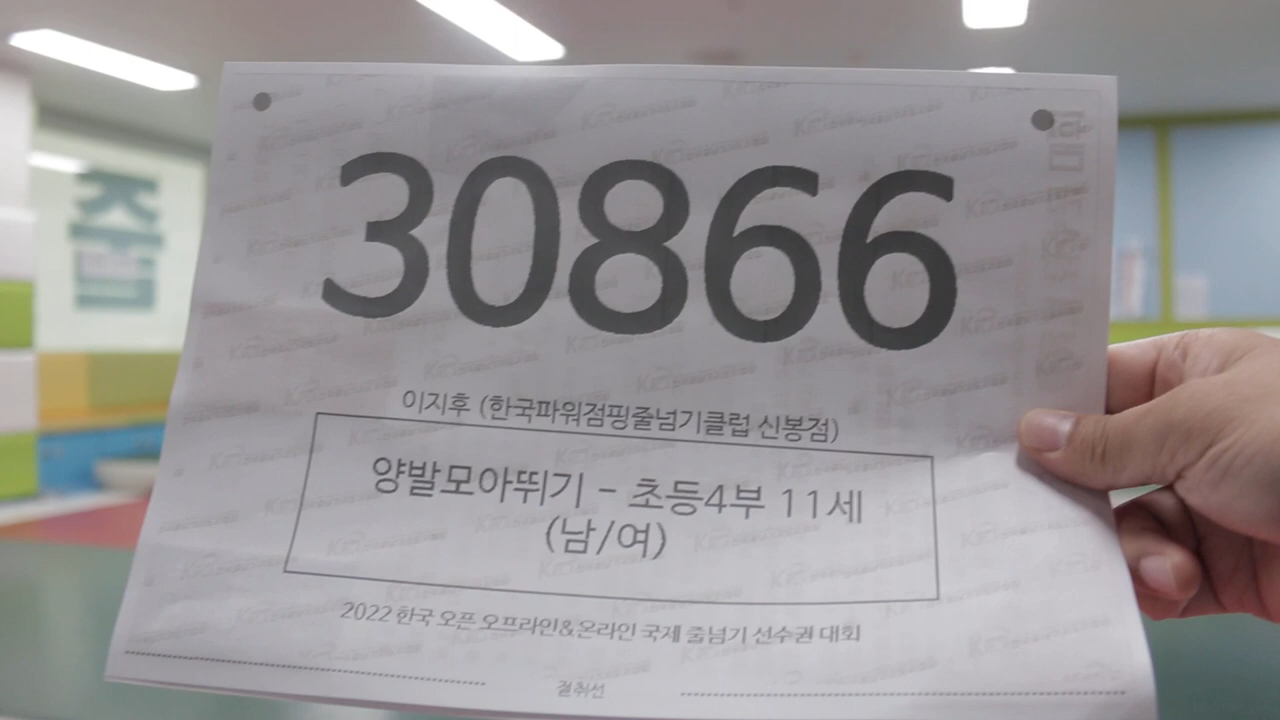 30866
이지후 (한국파워점핑줄넘기클럽 신봉점)
양발모아뛰기 - 초등4부 11세
(남/여)
2022 한국 오픈 오프라인&온라인 국제 줄넘기 선수권 대회
절취선
줄